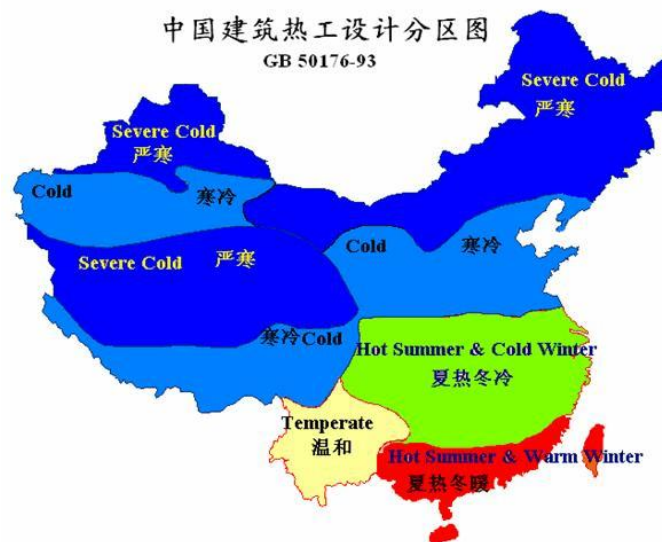 中国建筑热工设计分区图
GB 50176-93
Severe Cold
严寒
Severe Cold
严寒
Cold
寒冷
Cold
寒冷
Severe Cold 严寒
寒冷Cold
Hot Summer & Cold Winter
夏热冬冷
Temperate
温和
Hot Summer & Warm Winter
夏热冬暖